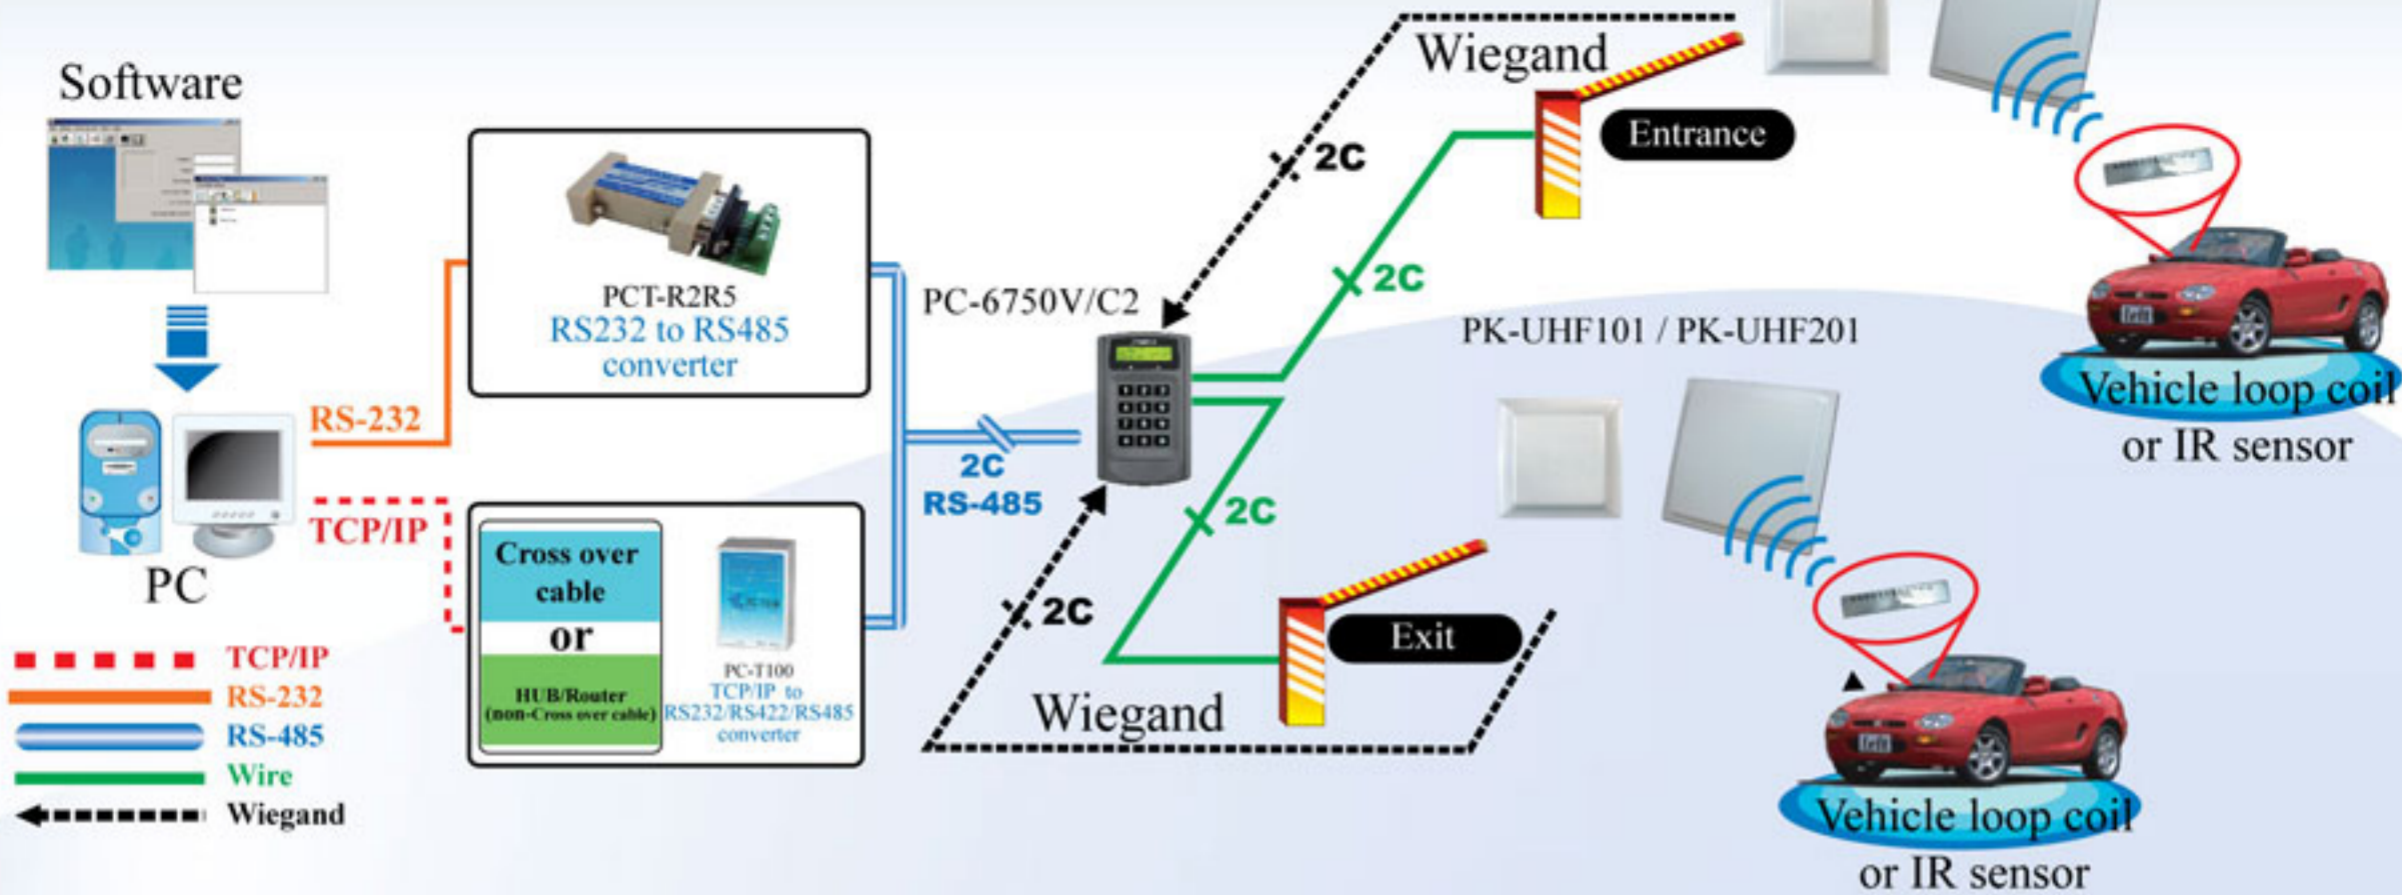 Software
PCT-R2R5
RS232 to RS485
converter
RS-232
TCP/IP
PC
Cross over
cable
or
HUB/Router
(non-Cross over cable)
PC-T100
TCP/IP to
RS232/RS422/RS485
converter
TCP/IP
RS-232
RS-485
Wire
Wiegand
PC-6750V/C2
2C
RS-485
Wiegand
2C
Entrance
2C
PK-UHF101 / PK-UHF201
2C
2C
Exit
Wiegand
Vehicle loop coil
or IR sensor
Vehicle loop coil
or IR sensor